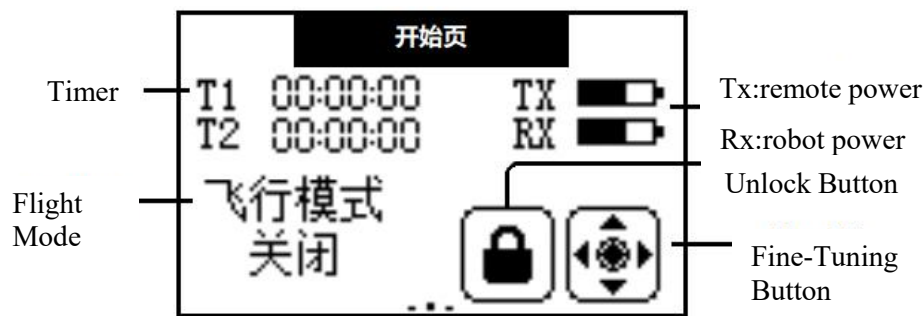 开始页
Timer
T1 00:00:00
TX
Tx:remote power
T2 00:00:00
RX
Rx:robot power
Unlock Button
Flight
Mode
飞行模式
关闭
Fine-Tuning
Button